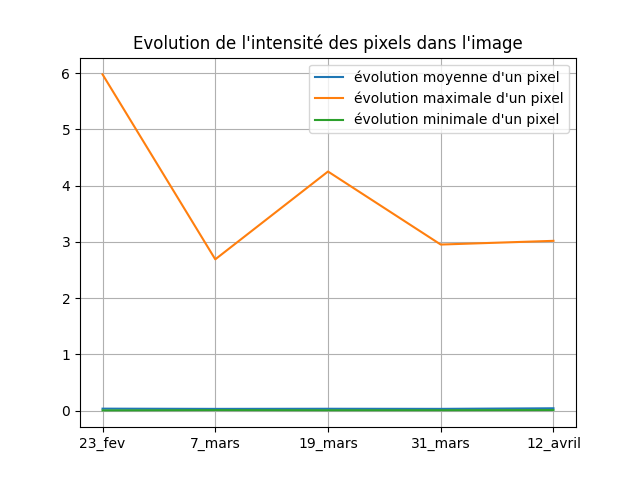 Evolution de l'intensité des pixels dans l'image
évolution moyenne d'un pixel
évolution maximale d'un pixel
évolution minimale d'un pixel
6
5
4
3
2
1
0
23_fev 7_mars 19_mars 31_mars 12_avril